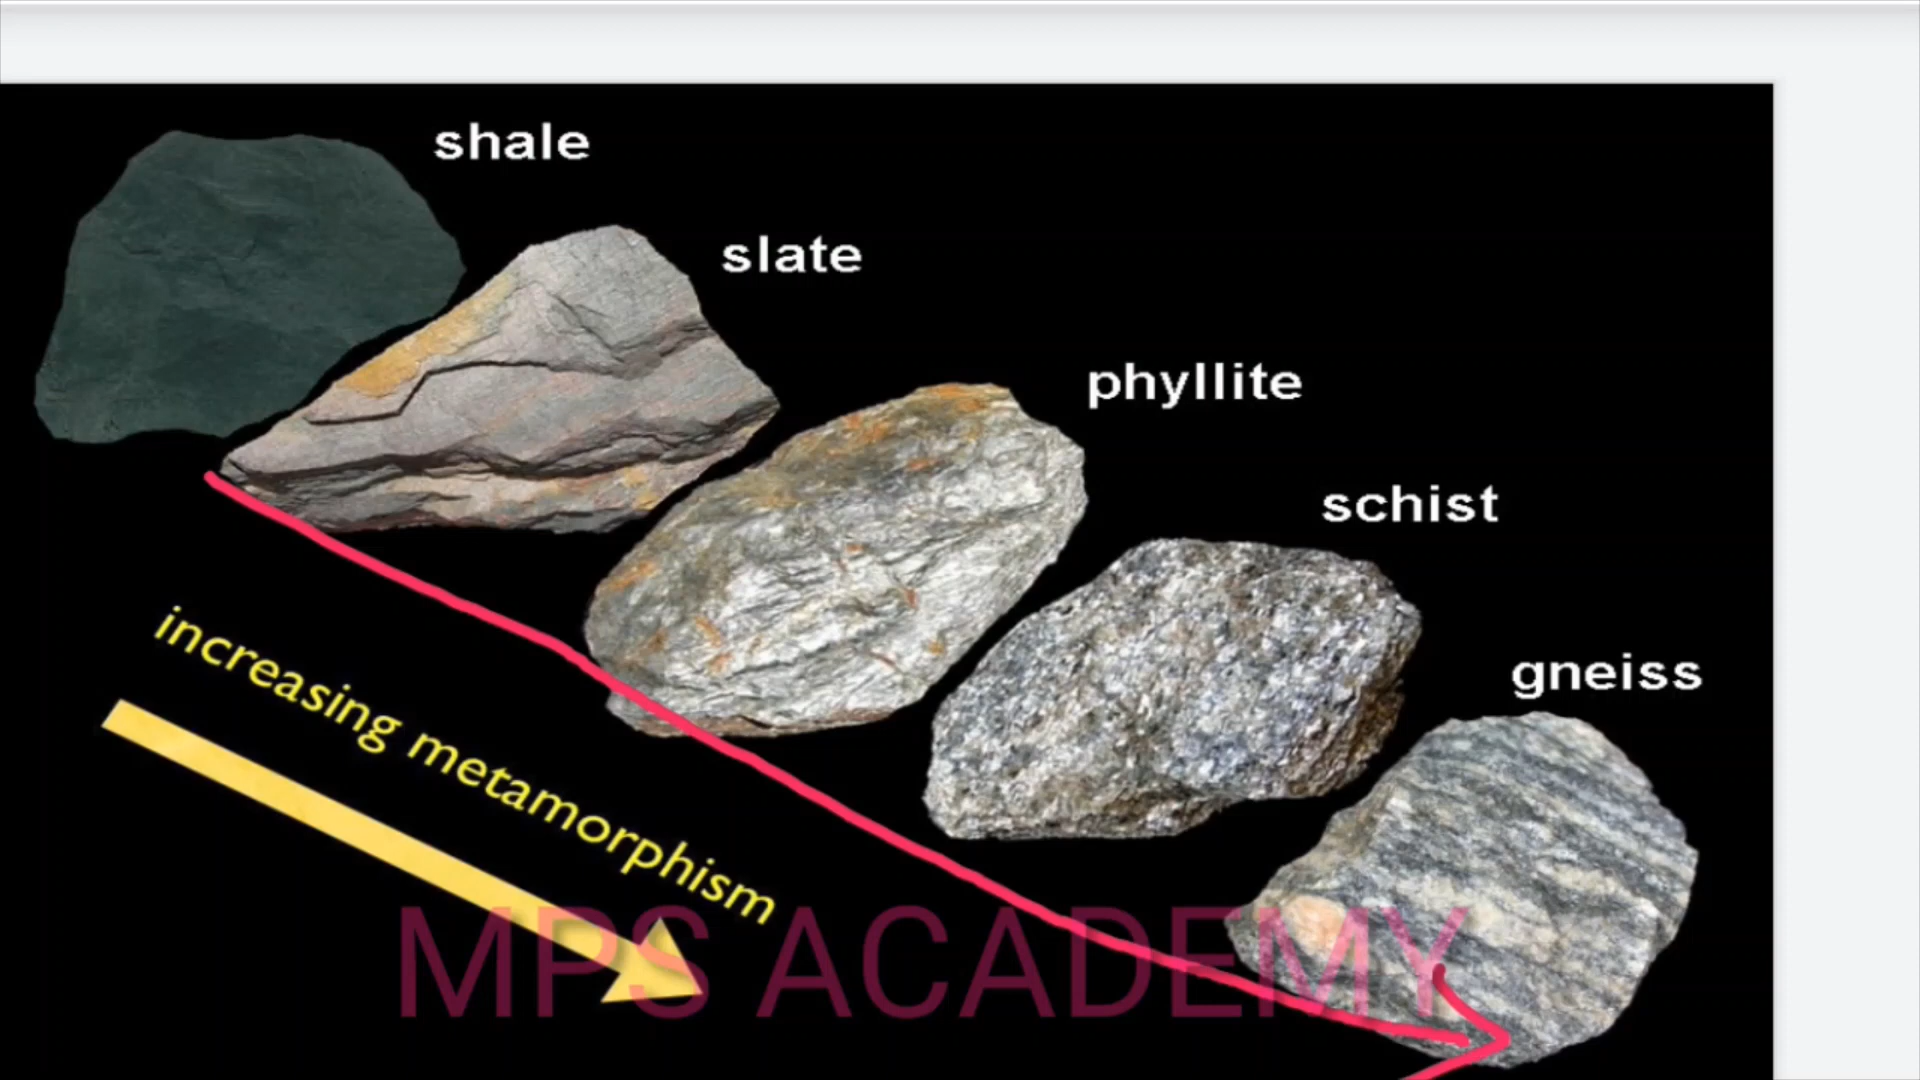 shale
slate
phyllite
schist
gneiss
increasing metamorphism
MPS ACADEMY